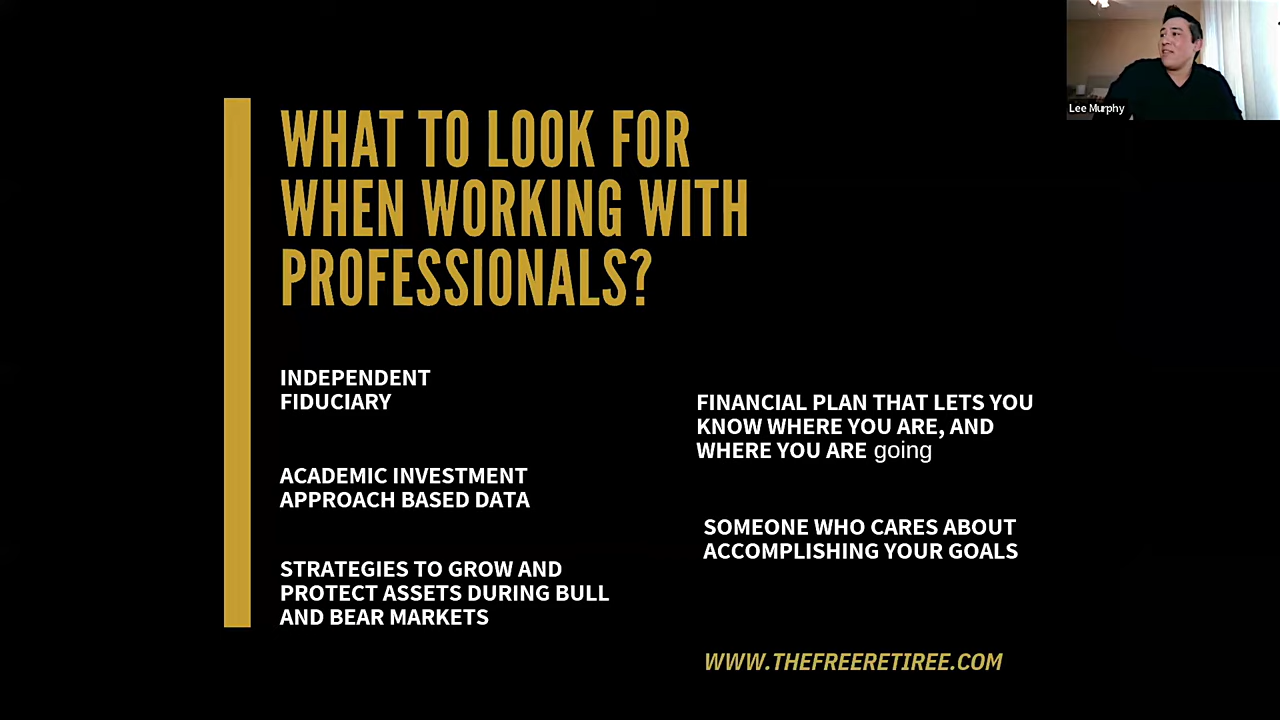 Lee Murphy
WHAT TO LOOK FOR
WHEN WORKING WITH
PROFESSIONALS?
INDEPENDENT
FIDUCIARY
ACADEMIC INVESTMENT
APPROACH BASED DATA
STRATEGIES TO GROW AND
PROTECT ASSETS DURING BULL
AND BEAR MARKETS
FINANCIAL PLAN THAT LETS YOU
KNOW WHERE YOU ARE, AND
WHERE YOU ARE going
SOMEONE WHO CARES ABOUT
ACCOMPLISHING YOUR GOALS
WWW.THEFREERETIREE.COM